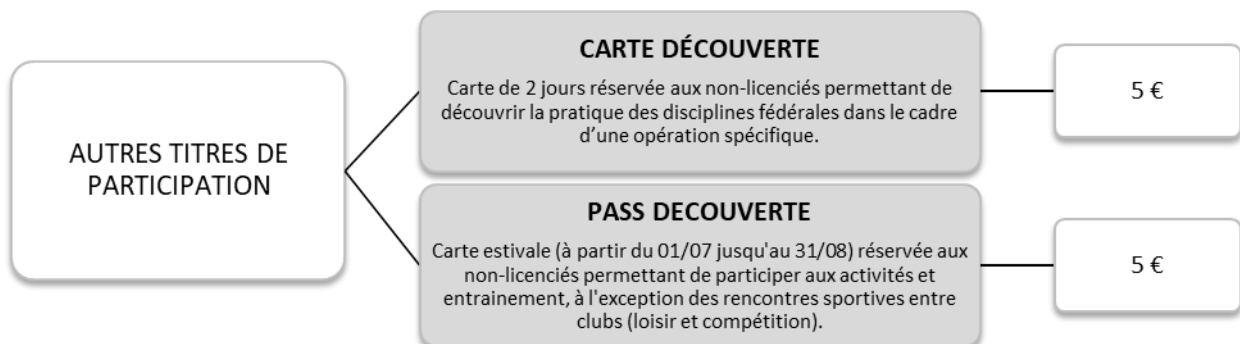 AUTRES TITRES DE
PARTICIPATION
CARTE DÉCOUVERTE
Carte de 2 jours réservée aux non-licenciés permettant de
découvrir la pratique des disciplines fédérales dans le cadre
d’une opération spécifique.
5 €
PASS DECOUVERTE
Carte estivale (à partir du 01/07 jusqu'au 31/08) réservée aux
non-licenciés permettant de participer aux activités et
entrainement, à l'exception des rencontres sportives entre
clubs (loisir et compétition).
5 €